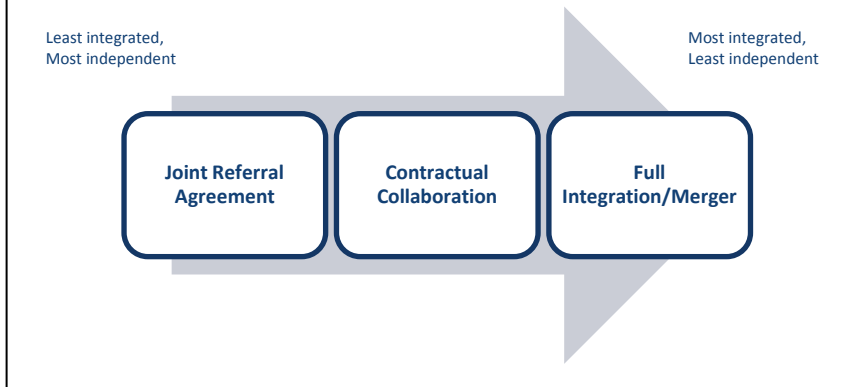 Least integrated,
Most independent
Most integrated,
Least independent
Joint Referral
Agreement
Contractual
Collaboration
Full
Integration/Merger